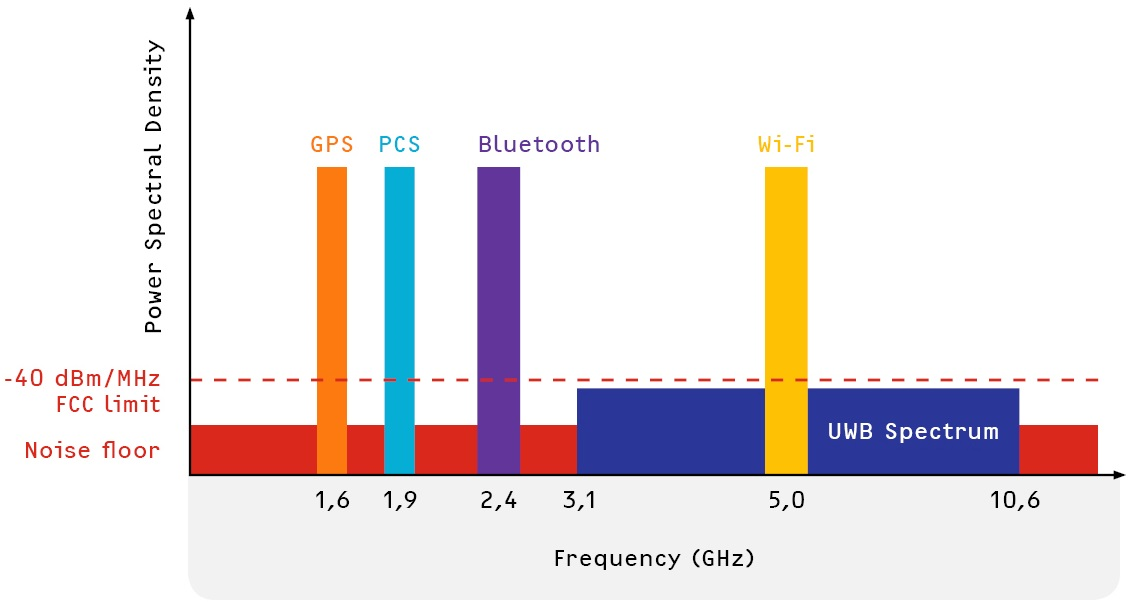 Power Spectral Density
GPS
PCS
Bluetooth
Wi-Fi
-40 dBm/MHz
FCC limit
Noise floor
UWB Spectrum
1,6
1,9
2,4
3,1
5,0
10,6
Frequency (GHz)